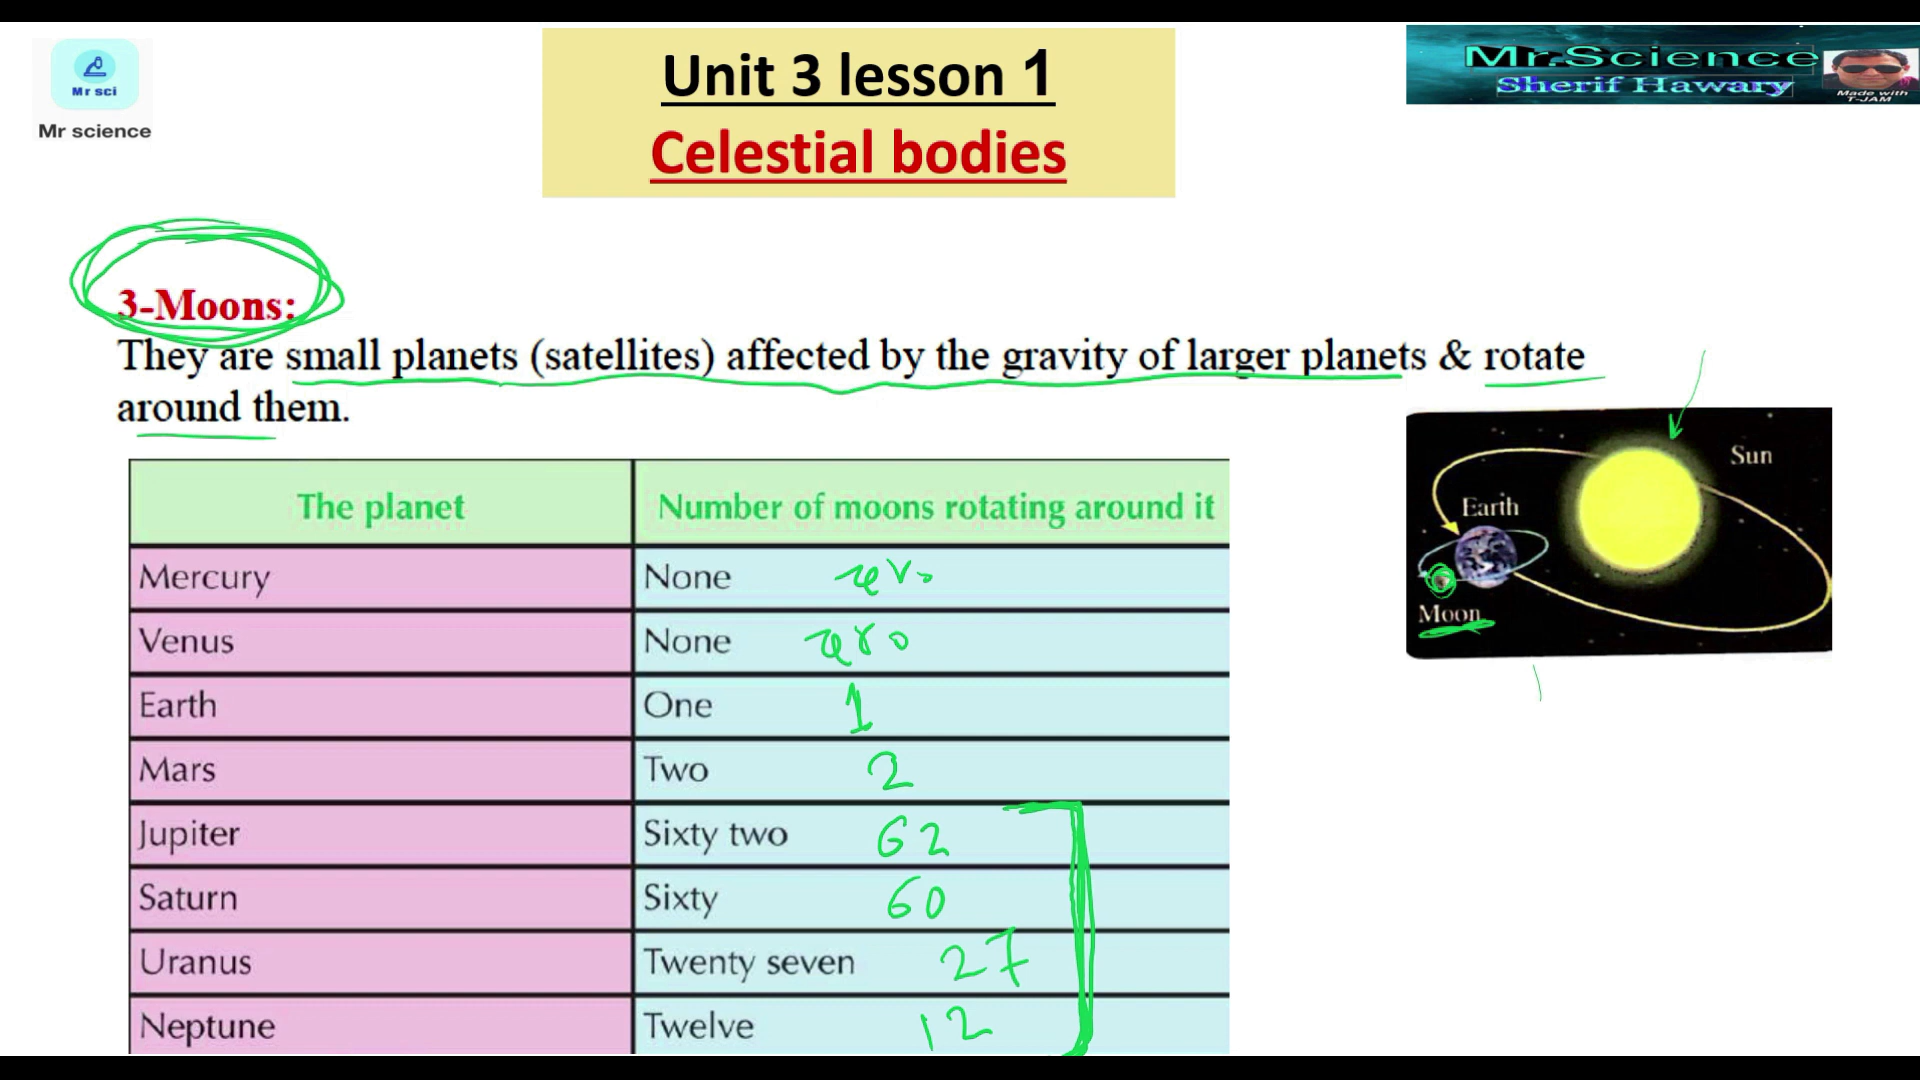 Unit 3 lesson 1
Celestial bodies
Mr sci
Mr science
Mr.Science
Sherif Hawary
Made with
T-JAM
3-Moons:
They are small planets (satellites) affected by the gravity of larger planets & rotate
around them.
The planet Number of moons rotating around it
Mercury None zero
Venus None zero
Earth One 1
Mars Two 2
Jupiter Sixty two 62
Saturn Sixty 60
Uranus Twenty seven 27
Neptune Twelve 12
Sun
Earth
Moon